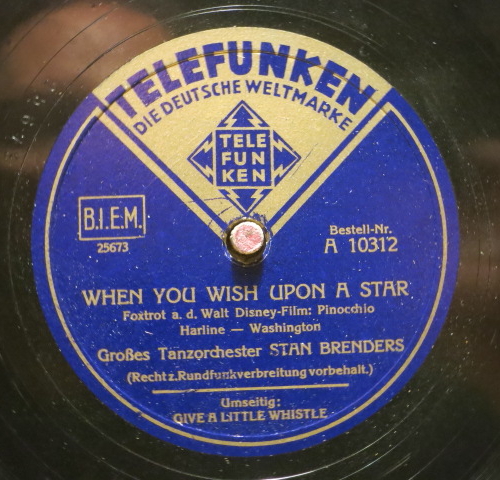 TELEFUNKEN
DIE DEUTSCHE WELTMARKE
TELE
FUN
KEN
B.I.E.M.
25673
Bestell-Nr.
A 10312
WHEN YOU WISH UPON A STAR
Foxtrot a. d. Walt Disney-Film: Pinocchio
Harline — Washington
Großes Tanzorchester STAN BRENDERS
(Recht z. Rundfunkverbreitung vorbehalt.)
Umseitig:
GIVE A LITTLE WHISTLE